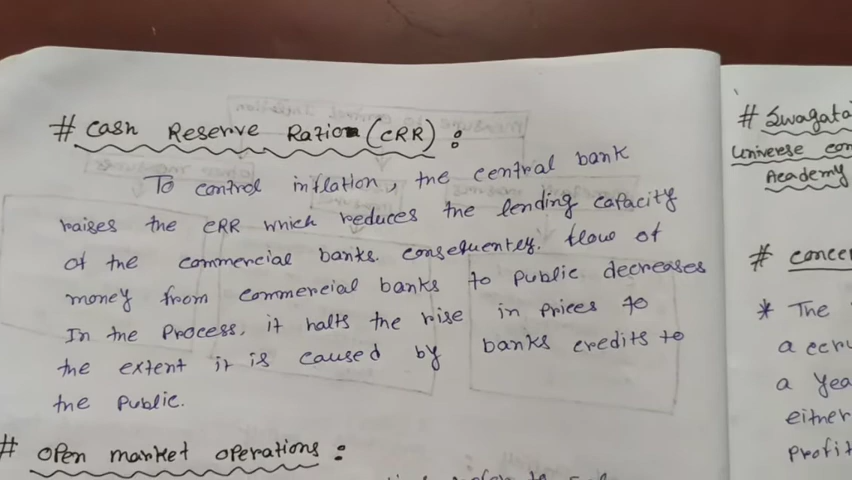 # Cash Reserve Ratio (CRR) :
To control inflation, the central bank
raises the CRR which reduces the lending capacity
of the commercial banks. Consequently. flow of
money from commercial banks to public decreases
In the process, it halts the rise in prices to
the extent it is caused by banks credits to
the public.
# open market operations :
# Swagata
Universe
Academy
#
* The
a
a yea
either
profit